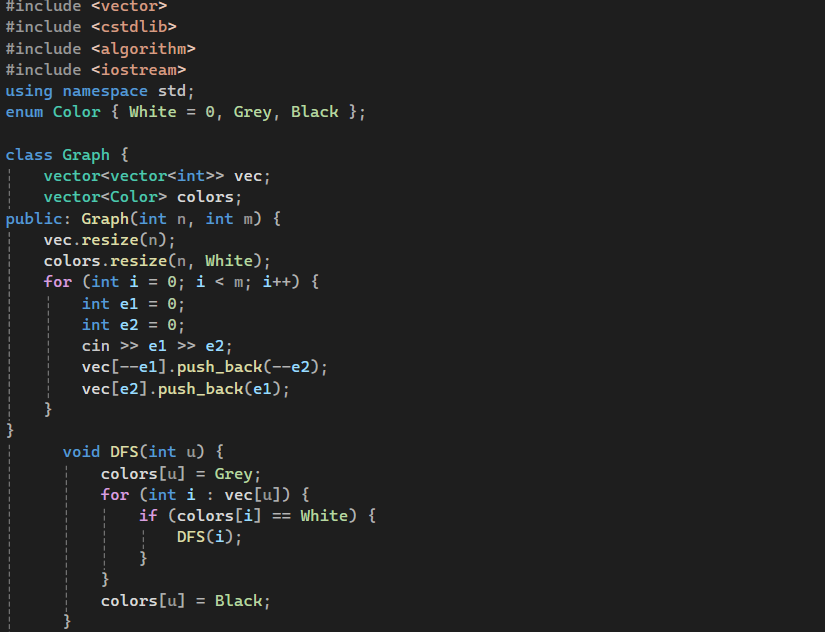 #include <vector>
#include <cstdlib>
#include <algorithm>
#include <iostream>
using namespace std;
enum Color { White = 0, Grey, Black };

class Graph {
    vector<vector<int>> vec;
    vector<Color> colors;
public: Graph(int n, int m) {
    vec.resize(n);
    colors.resize(n, White);
    for (int i = 0; i < m; i++) {
        int e1 = 0;
        int e2 = 0;
        cin >> e1 >> e2;
        vec[--e1].push_back(--e2);
        vec[e2].push_back(e1);
    }
}
      void DFS(int u) {
          colors[u] = Grey;
          for (int i : vec[u]) {
              if (colors[i] == White) {
                  DFS(i);
              }
          }
          colors[u] = Black;
      }